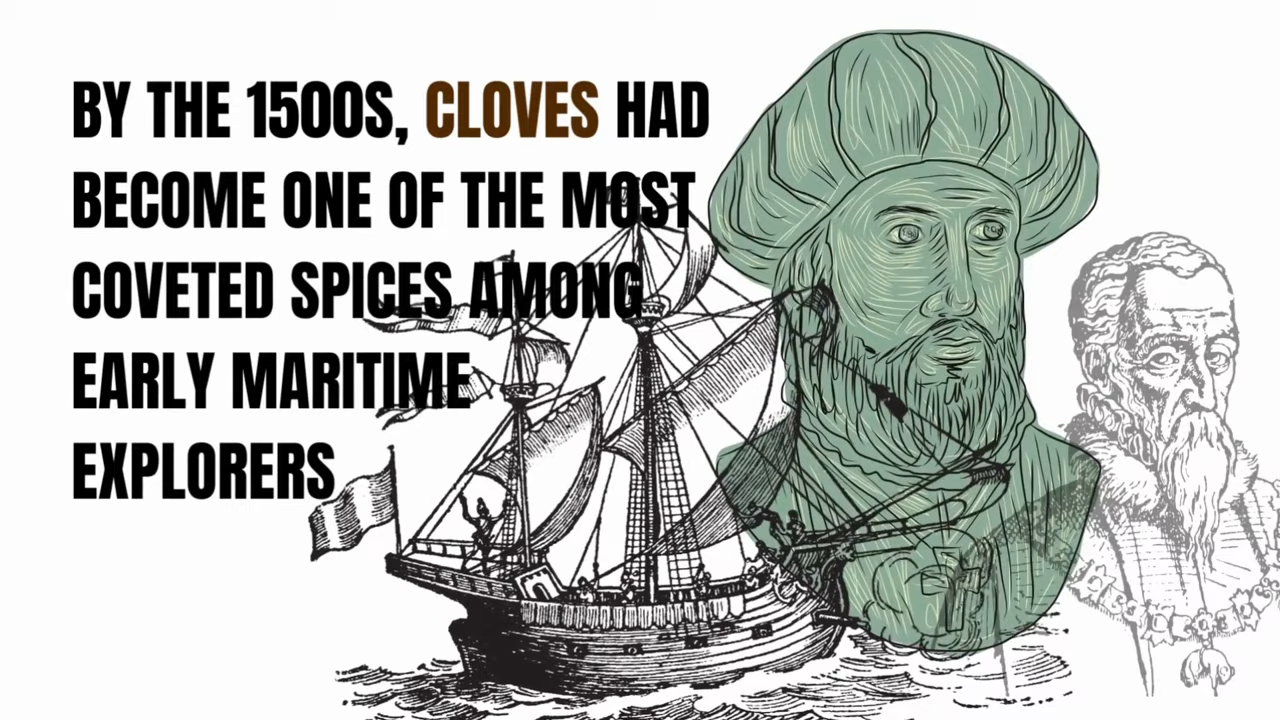 BY THE 1500S, CLOVES HAD
BECOME ONE OF THE MOST
COVETED SPICES AMONG
EARLY MARITIME
EXPLORERS